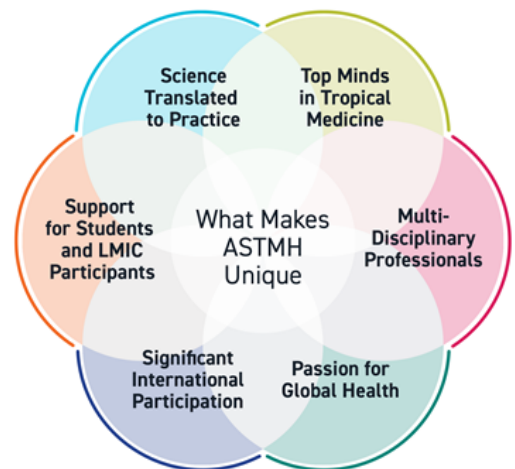 Science
Translated
to Practice
Top Minds
in Tropical
Medicine
Support
for Students
and LMIC
Participants
What Makes
ASTMH
Unique
Multi-
Disciplinary
Professionals
Significant
International
Participation
Passion for
Global Health